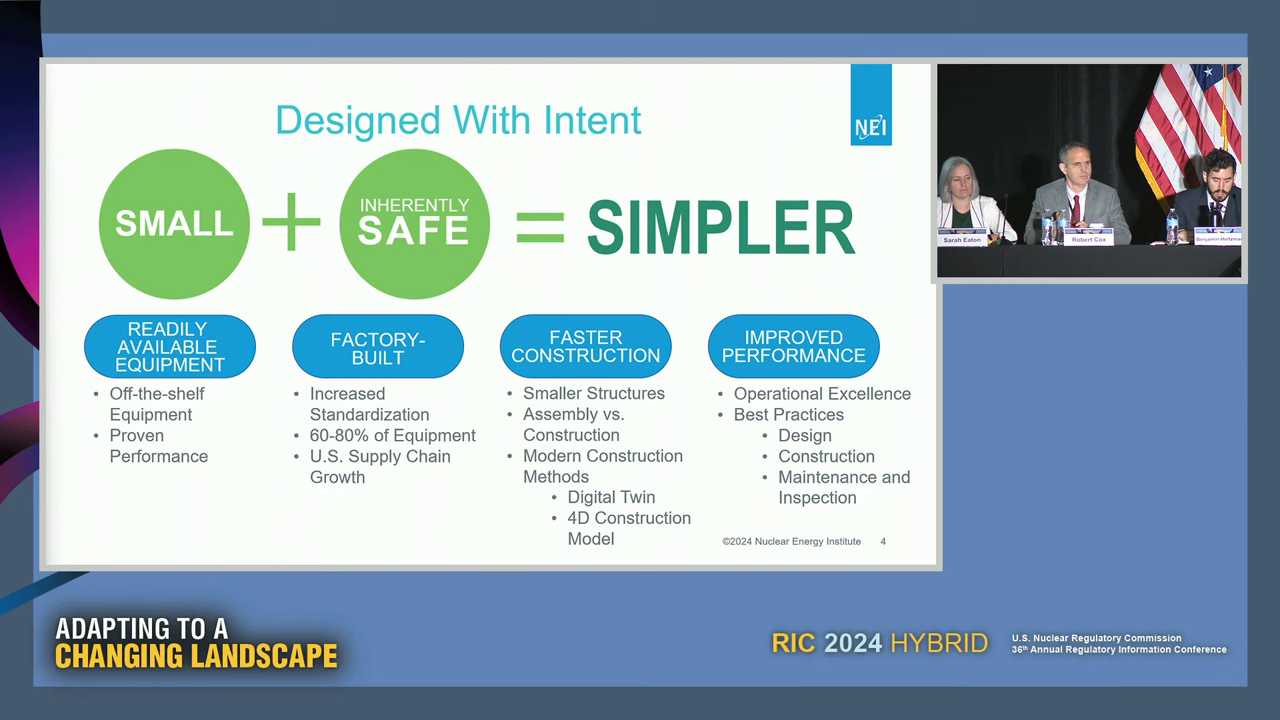 Designed With Intent
NEI
SMALL
+
INHERENTLY
SAFE
=
SIMPLER
READILY
AVAILABLE
EQUIPMENT
• Off-the-shelf
Equipment
• Proven
Performance
FACTORY-
BUILT
• Increased
Standardization
• 60-80% of Equipment
• U.S. Supply Chain
Growth
FASTER
CONSTRUCTION
• Smaller Structures
• Assembly vs.
Construction
• Modern Construction
Methods
• Digital Twin
• 4D Construction
Model
IMPROVED
PERFORMANCE
• Operational Excellence
• Best Practices
• Design
• Construction
• Maintenance and
Inspection
©2024 Nuclear Energy Institute 4
Sarah Eaton
Robert Cox
Benjamin
ADAPTING TO A
CHANGING LANDSCAPE
RIC 2024 HYBRID
U.S. Nuclear Regulatory Commission
36th Annual Regulatory Information Conference